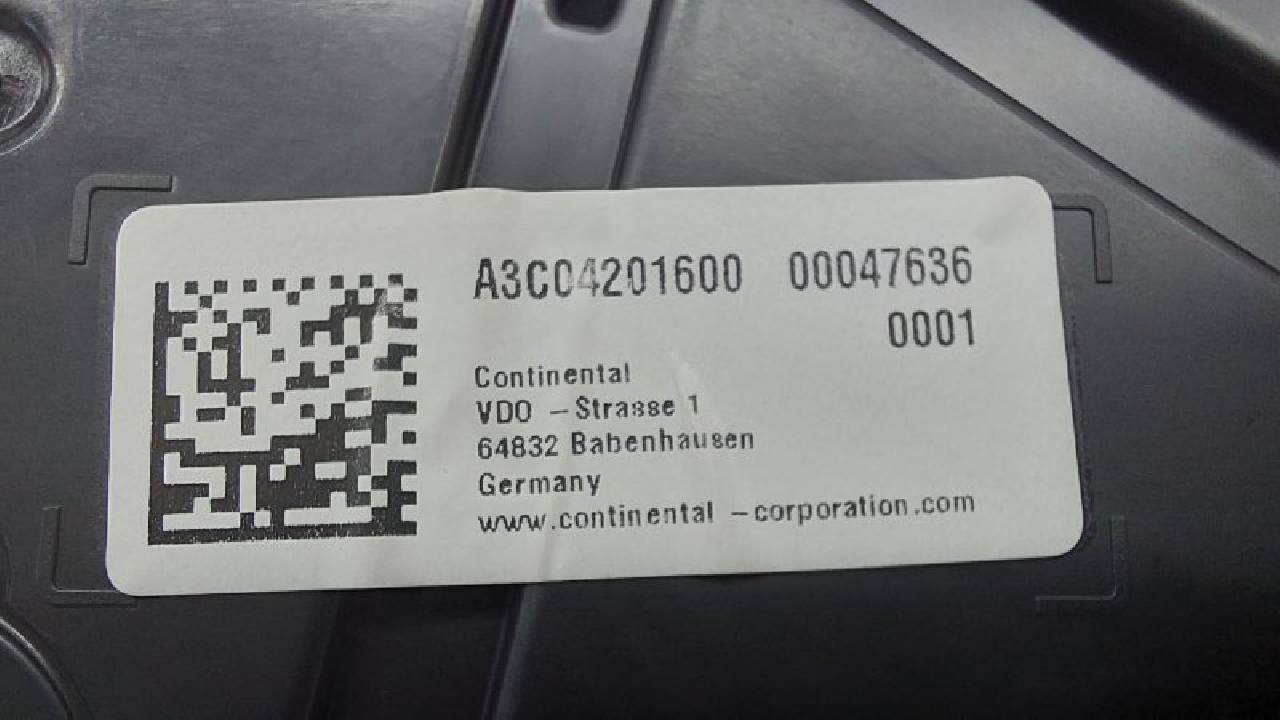 A3C04201600 00047636
0001
Continental
VDO -Strasse 1
64832 Babenhausen
Germany
www.continental -corporation.com